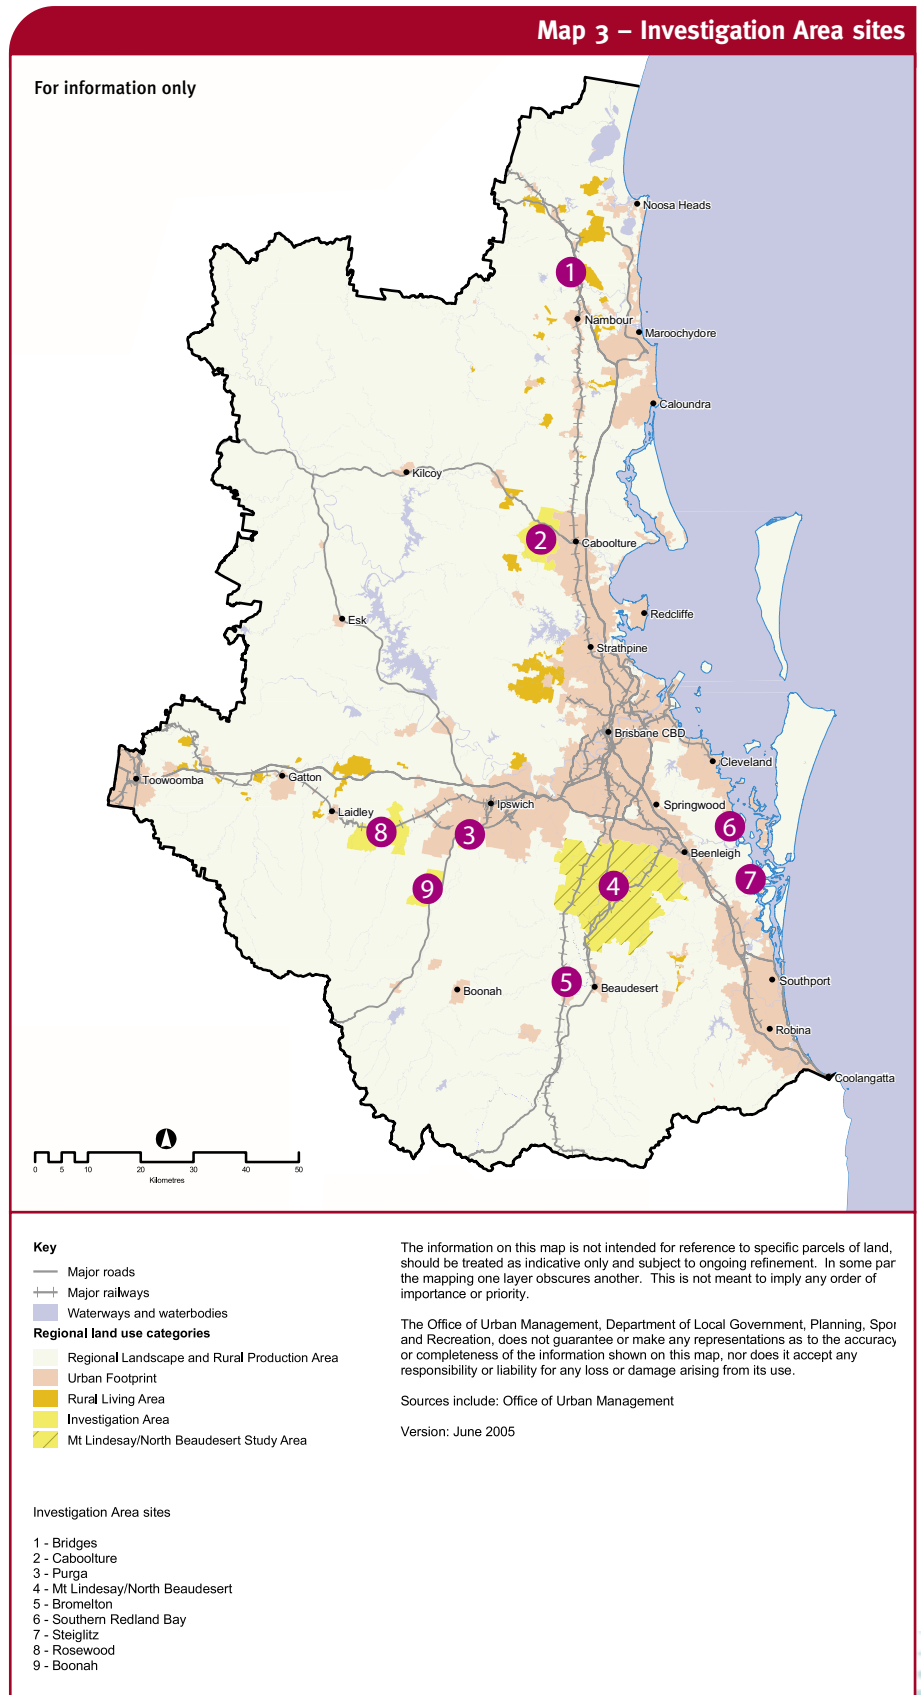 Map 3 – Investigation Area sites
For information only
Noosa Heads
1
Nambour
Maroochydore
Caloundra
Kilcoy
2
Caboolture
Redcliffe
Esk
Strathpine
Brisbane CBD
Cleveland
Toowoomba
Gatton
Ipswich
Springwood
Laidley
8
3
6
Beenleigh
9
4
7
5
Boonah
Beaudesert
Southport
Robina
Coolangatta
0 5 10 20 30 40 50
Kilometres
Key
Major roads
Major railways
Waterways and waterbodies
Regional land use categories
Regional Landscape and Rural Production Area
Urban Footprint
Rural Living Area
Investigation Area
Mt Lindesay/North Beaudesert Study Area
Investigation Area sites
1 - Bridges
2 - Caboolture
3 - Purga
4 - Mt Lindesay/North Beaudesert
5 - Bromelton
6 - Southern Redland Bay
7 - Steiglitz
8 - Rosewood
9 - Boonah
The information on this map is not intended for reference to specific parcels of land,
should be treated as indicative only and subject to ongoing refinement. In some par
the mapping one layer obscures another. This is not meant to imply any order of
importance or priority.
The Office of Urban Management, Department of Local Government, Planning, Spor
and Recreation, does not guarantee or make any representations as to the accuracy
or completeness of the information shown on this map, nor does it accept any
responsibility or liability for any loss or damage arising from its use.
Sources include: Office of Urban Management
Version: June 2005